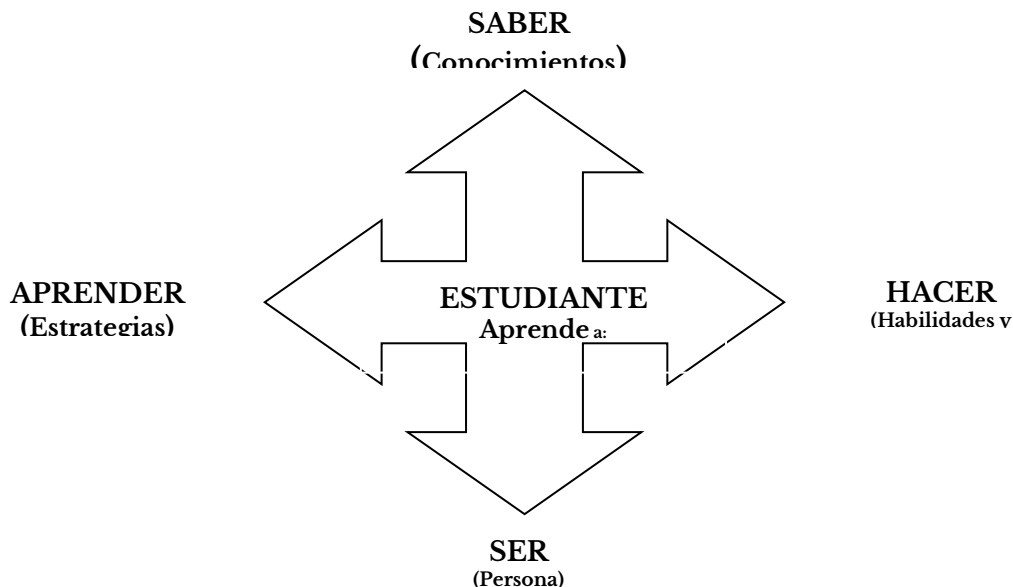 SABER
(Conocimientos)
APRENDER
(Estrategias)
ESTUDIANTE
Aprende a:
HACER
(Habilidades y
SER
(Persona)